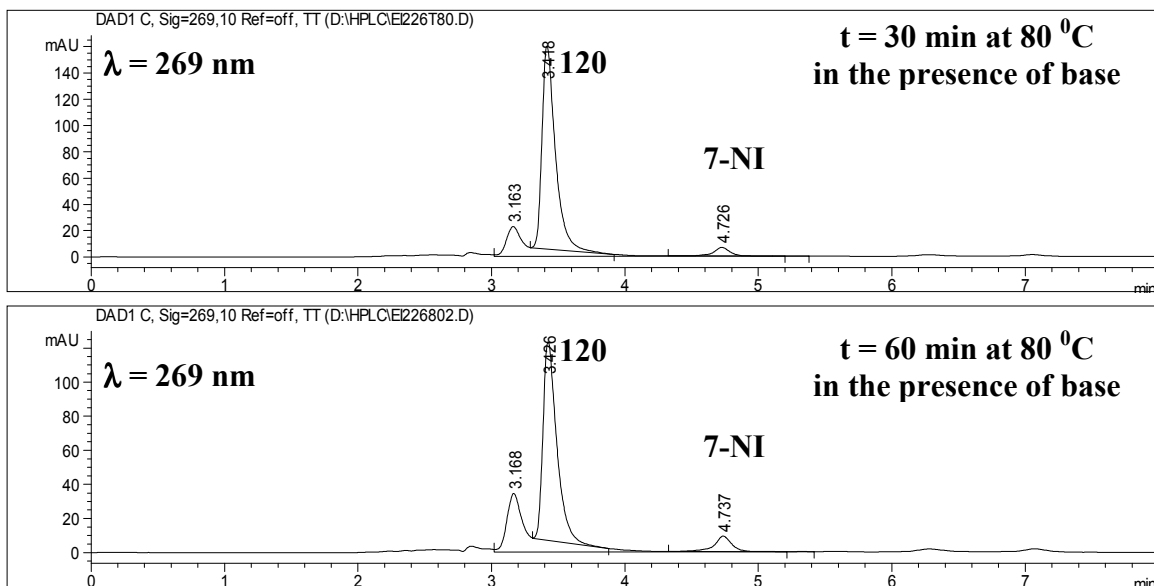 DAD1 C, Sig=269,10 Ref=off, TT (D:\HPLC\EI226T80.D)
mAU
λ = 269 nm
3.418
120
t = 30 min at 80 ⁰C
in the presence of base
140
120
100
80
60
40
20
0
7-NI
3.163
4.726
0 1 2 3 4 5 6 7 min
DAD1 C, Sig=269,10 Ref=off, TT (D:\HPLC\EI226802.D)
mAU
λ = 269 nm
3.426
120
t = 60 min at 80 ⁰C
in the presence of base
100
80
60
40
20
0
7-NI
3.168
4.737
0 1 2 3 4 5 6 7 min